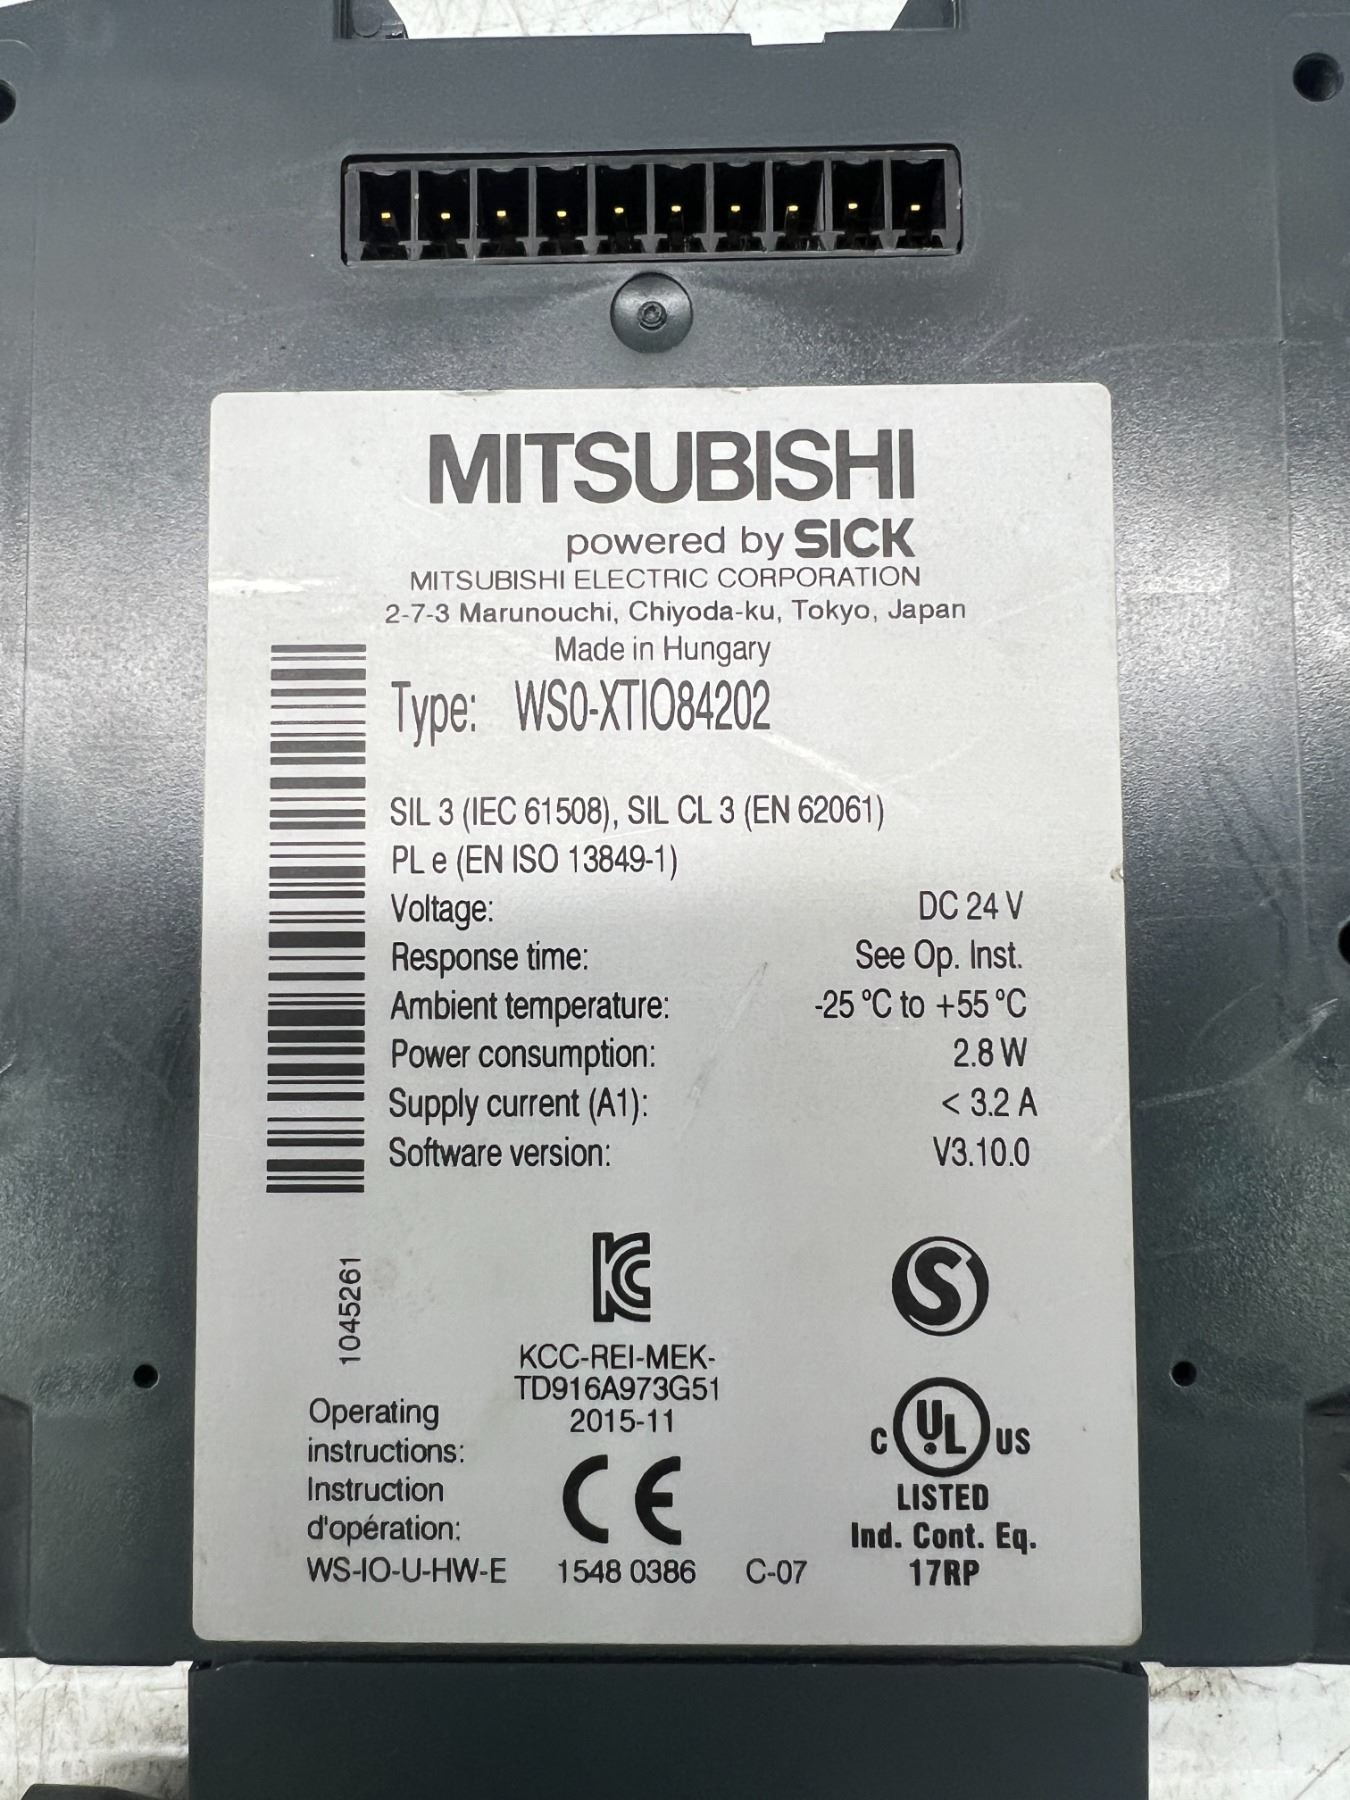 MITSUBISHI
powered by SICK
MITSUBISHI ELECTRIC CORPORATION
2-7-3 Marunouchi, Chiyoda-ku, Tokyo, Japan
Made in Hungary
Type: WS0-XTIO84202
SIL 3 (IEC 61508), SIL CL 3 (EN 62061)
PL e (EN ISO 13849-1)
Voltage: DC 24 V
Response time: See Op. Inst.
Ambient temperature: -25 °C to +55 °C
Power consumption: 2.8 W
Supply current (A1): < 3.2 A
Software version: V3.10.0
1045261
KC
S
KCC-REI-MEK-
TD916A973G51
2015-11
Operating
instructions:
Instruction
d'opération:
WS-IO-U-HW-E
CE
1548 0386
C-07
C UL US
LISTED
Ind. Cont. Eq.
17RP